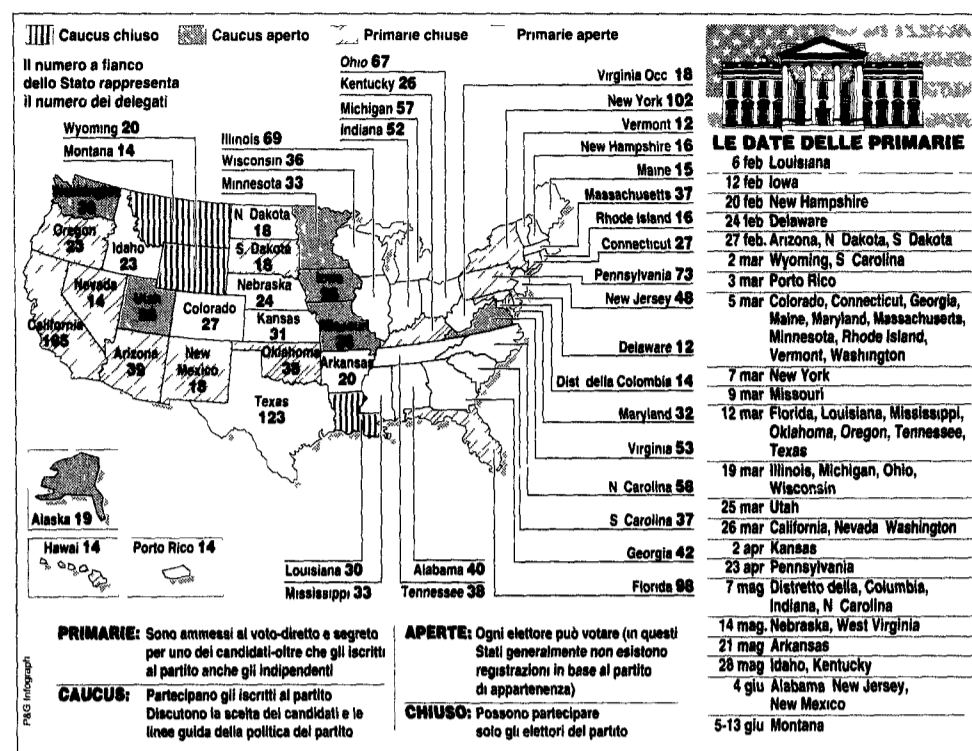 Caucus chiuso
Caucus aperto
Primarie chiuse
Primarie aperte
Il numero a fianco
dello Stato rappresenta
il numero dei delegati
Wyoming 20
Montana 14
Illinois 69
Wisconsin 36
Minnesota 33
Ohio 67
Kentucky 26
Michigan 57
Indiana 52
Virginia Occ 18
New York 102
Vermont 12
New Hampshire 16
Maine 15
Massachusetts 37
Rhode Island 16
Connecticut 27
Pennsylvania 73
New Jersey 48
Delaware 12
Dist della Colombia 14
Maryland 32
Virginia 53
N Carolina 58
S Carolina 37
Georgia 42
Florida 98
Oregon
23
Idaho
23
N Dakota
18
S. Dakota
18
Nebraska
24
Nevada
14
Utah
Colorado
27
Kansas
31
Iowa
Missouri
California
Arizona
39
New
Mexico
18
Oklahoma
38
Arkansas
20
Texas
123
Alaska 19
Hawai 14
Porto Rico 14
Louisiana 30
Mississippi 33
Alabama 40
Tennessee 38
PRIMARIE: Sono ammessi al voto-diretto e segreto
per uno dei candidati-oltre che gli iscritti
al partito anche gli indipendenti
CAUCUS: Partecipano gli iscritti al partito
Discutono la scelta dei candidati e le
linee guida della politica del partito
APERTE: Ogni elettore può votare (in questi
Stati generalmente non esistono
registrazioni in base al partito
di appartenenza)
CHIUSO: Possono partecipare
solo gli elettori del partito
P&G Infograph
LE DATE DELLE PRIMARIE
6 feb Louisiana
12 feb Iowa
20 feb New Hampshire
24 feb Delaware
27 feb. Arizona, N Dakota, S Dakota
2 mar Wyoming, S Carolina
3 mar Porto Rico
5 mar Colorado, Connecticut, Georgia,
Maine, Maryland, Massachuserts,
Minnesota, Rhode Island,
Vermont, Washington
7 mar New York
9 mar Missouri
12 mar Florida, Louisiana, Mississippi,
Oklahoma, Oregon, Tennessee,
Texas
19 mar Illinois, Michigan, Ohio,
Wisconsin
25 mar Utah
26 mar California, Nevada Washington
2 apr Kansas
23 apr Pennsylvania
7 mag Distretto della, Columbia,
Indiana, N Carolina
14 mag. Nebraska, West Virginia
21 mag Arkansas
28 mag Idaho, Kentucky
4 giu Alabama New Jersey,
New Mexico
5-13 giu Montana